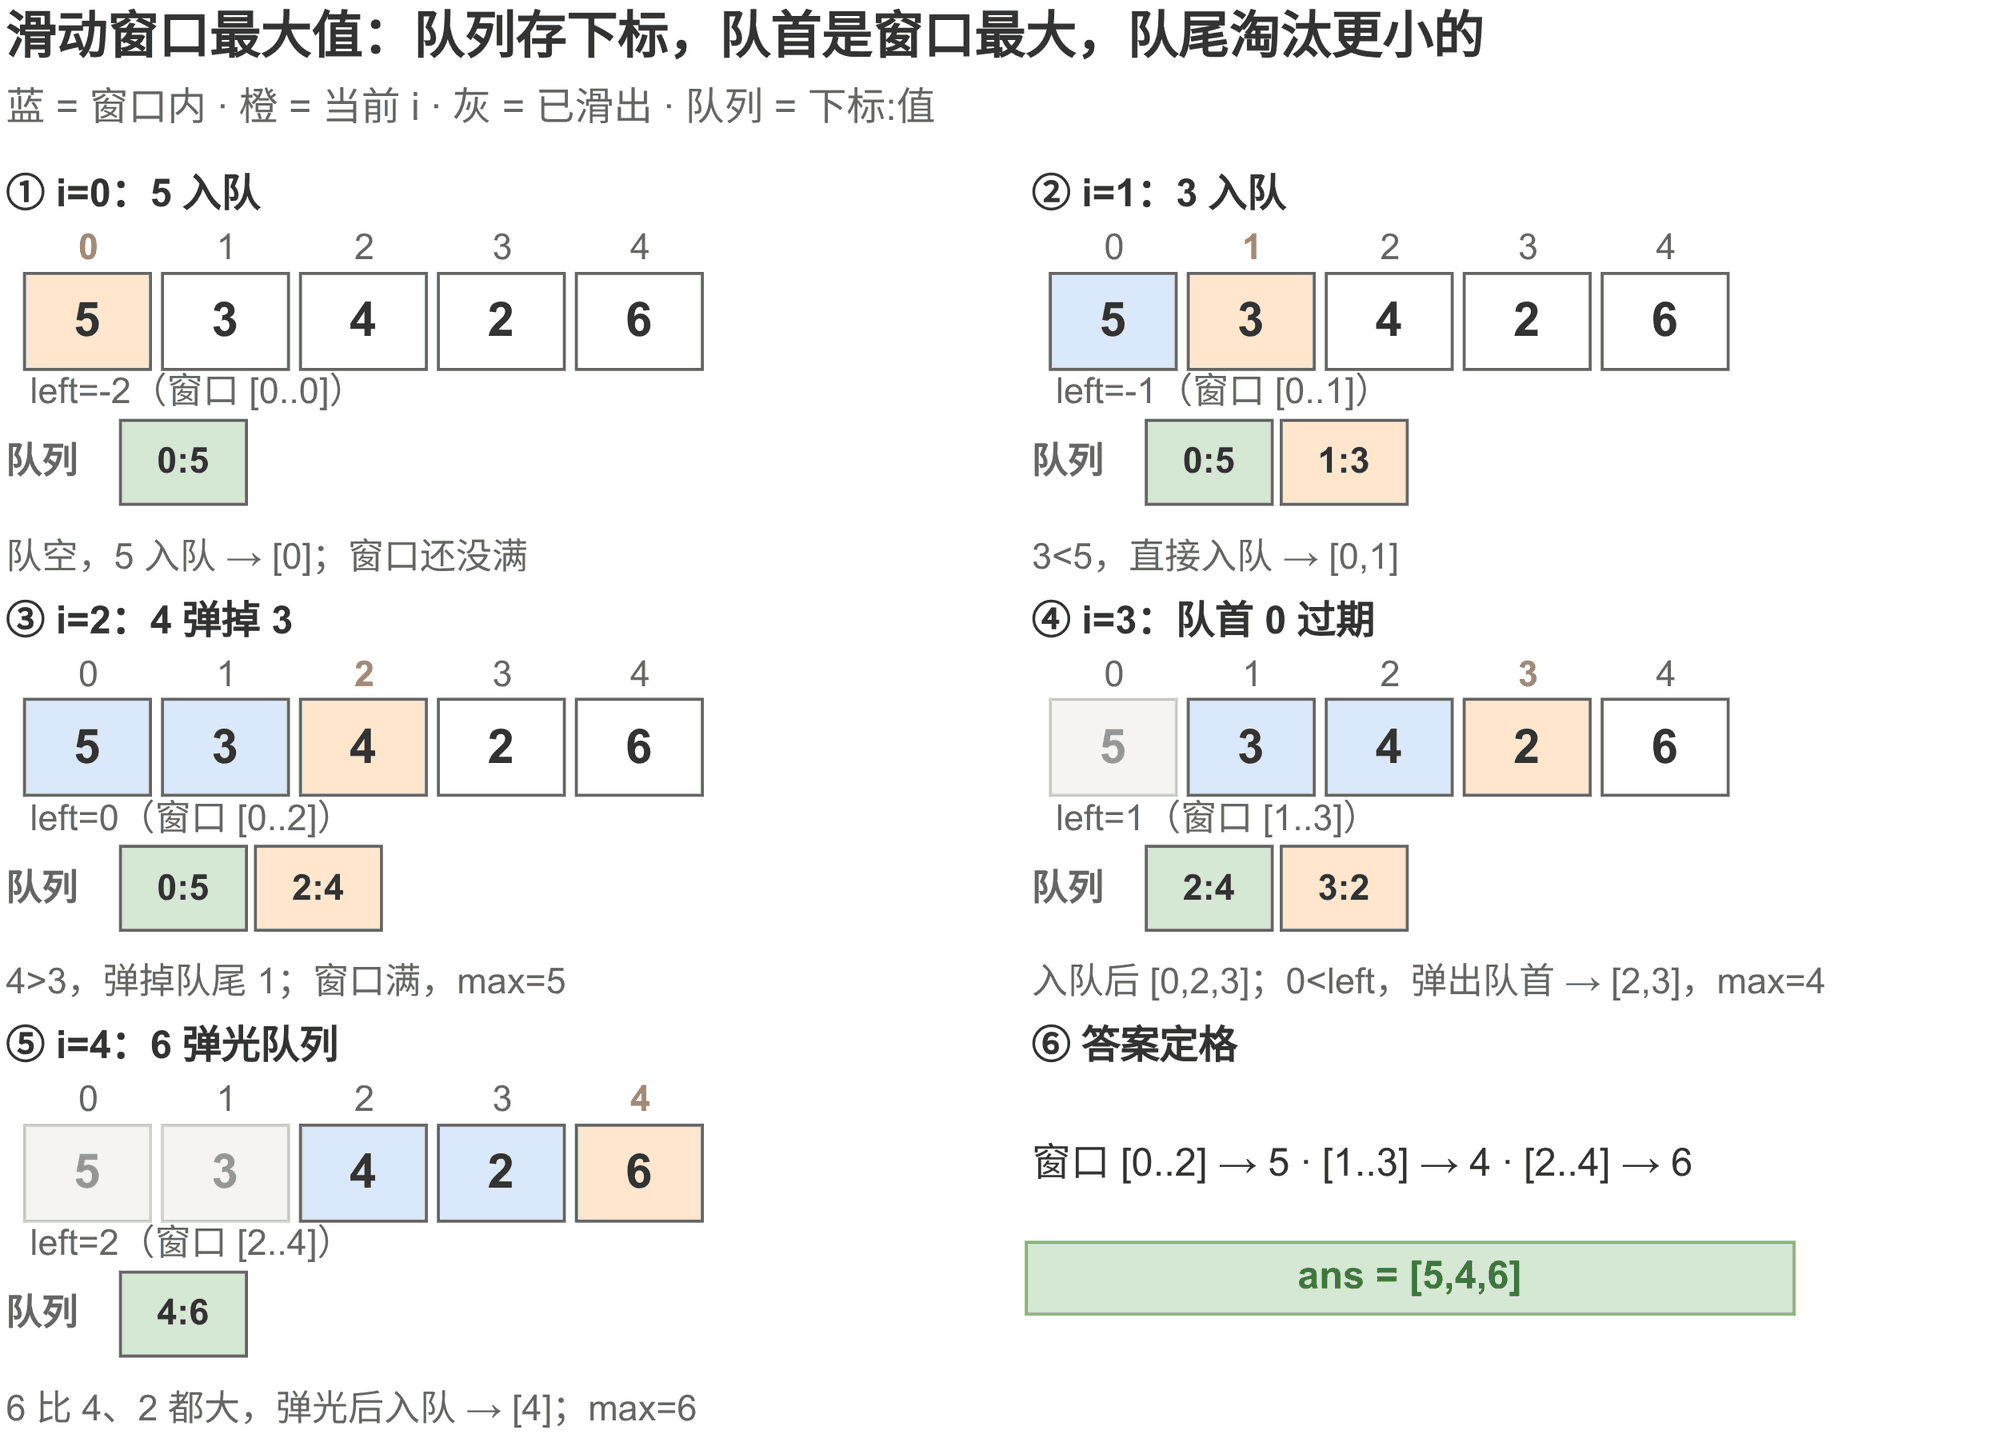 滑动窗口最大值：队列存下标，队首是窗口最大，队尾淘汰更小的
蓝 = 窗口内 · 橙 = 当前 i · 灰 = 已滑出 · 队列 = 下标:值
① i=0：5 入队
0 1 2 3 4
5 3 4 2 6
left=-2（窗口 [0..0]）
队列 0:5
队空，5 入队 → [0]；窗口还没满
② i=1：3 入队
0 1 2 3 4
5 3 4 2 6
left=-1（窗口 [0..1]）
队列 0:5 1:3
3<5，直接入队 → [0,1]
③ i=2：4 弹掉 3
0 1 2 3 4
5 3 4 2 6
left=0（窗口 [0..2]）
队列 0:5 2:4
4>3，弹掉队尾 1；窗口满，max=5
④ i=3：队首 0 过期
0 1 2 3 4
5 3 4 2 6
left=1（窗口 [1..3]）
队列 2:4 3:2
入队后 [0,2,3]；0<left，弹出队首 → [2,3]，max=4
⑤ i=4：6 弹光队列
0 1 2 3 4
5 3 4 2 6
left=2（窗口 [2..4]）
队列 4:6
6 比 4、2 都大，弹光后入队 → [4]；max=6
⑥ 答案定格
窗口 [0..2] → 5 · [1..3] → 4 · [2..4] → 6
ans = [5,4,6]